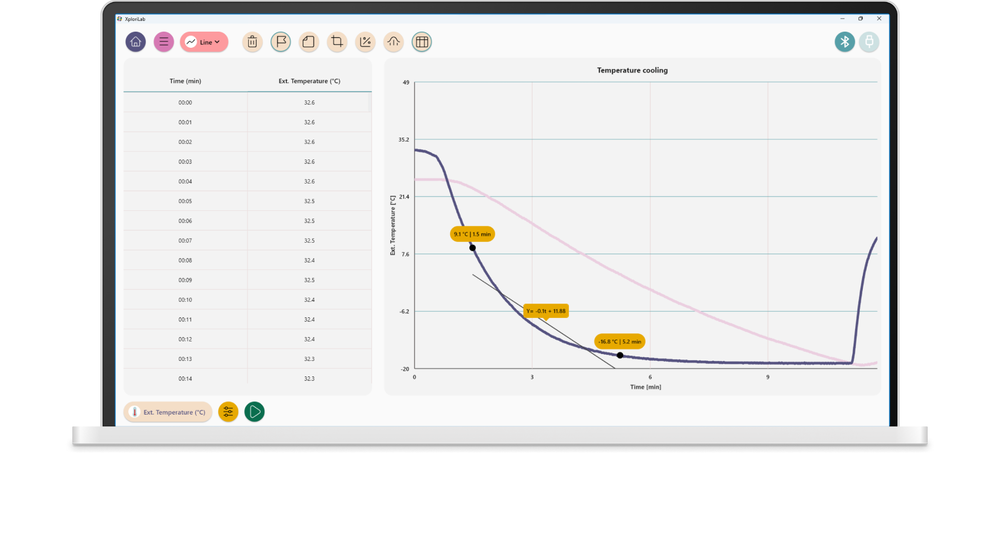 XploriLab
Line
Time (min) Ext. Temperature (°C)
00:00 32.6
00:01 32.6
00:02 32.6
00:03 32.6
00:04 32.6
00:05 32.5
00:06 32.5
00:07 32.5
00:08 32.4
00:09 32.5
00:10 32.4
00:11 32.4
00:12 32.4
00:13 32.3
00:14 32.3
Temperature cooling
49
35.2
21.4
7.6
-6.2
-20
Ext. Temperature [°C]
9.1 °C | 1.5 min
Y= -0.1t + 11.88
-16.8 °C | 5.2 min
0 3 6 9
Time [min]
Ext. Temperature (°C)